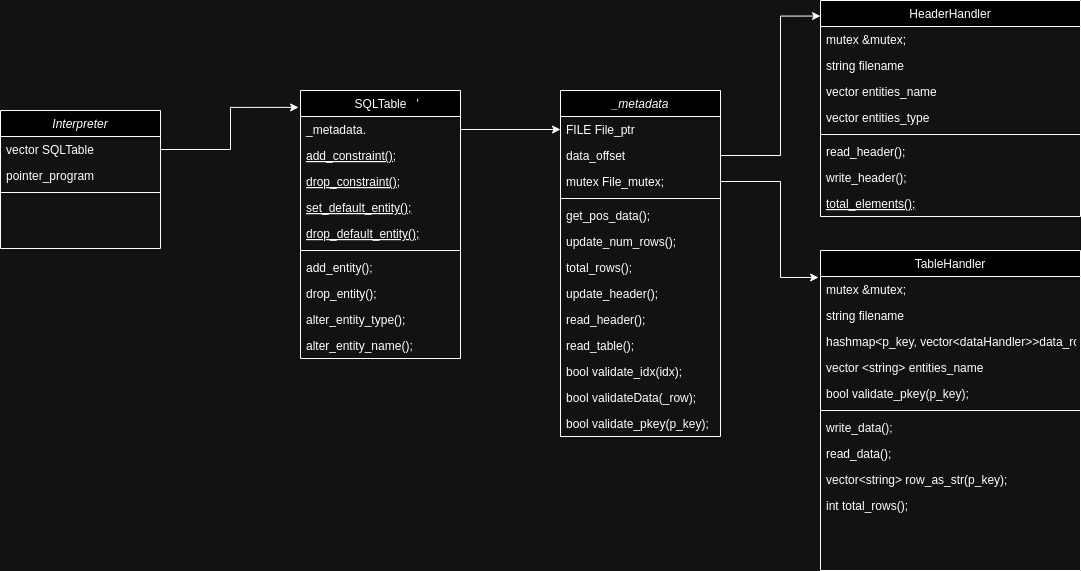 Interpreter
vector SQLTable
pointer_program
SQLTable '
_metadata.
add_constraint();
drop_constraint();
set_default_entity();
drop_default_entity();
add_entity();
drop_entity();
alter_entity_type();
alter_entity_name();
_metadata
FILE File_ptr
data_offset
mutex File_mutex;
get_pos_data();
update_num_rows();
total_rows();
update_header();
read_header();
read_table();
bool validate_idx(idx);
bool validateData(_row);
bool validate_pkey(p_key);
HeaderHandler
mutex &mutex;
string filename
vector entities_name
vector entities_type
read_header();
write_header();
total_elements();
TableHandler
mutex &mutex;
string filename
hashmap<p_key, vector<dataHandler>>data_r
vector <string> entities_name
bool validate_pkey(p_key);
write_data();
read_data();
vector<string> row_as_str(p_key);
int total_rows();